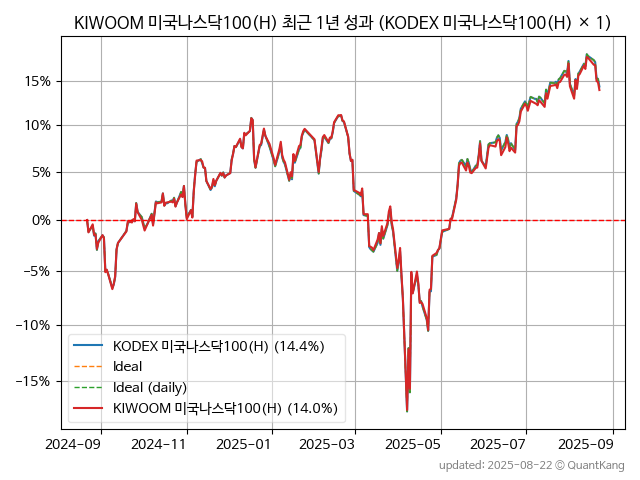 KIWOOM 미국나스닥100(H) 최근 1년 성과 (KODEX 미국나스닥100(H) × 1)
15%
10%
5%
0%
−5%
−10%
−15%
KODEX 미국나스닥100(H) (14.4%)
Ideal
Ideal (daily)
KIWOOM 미국나스닥100(H) (14.0%)
2024-09 2024-11 2025-01 2025-03 2025-05 2025-07 2025-09
updated: 2025-08-22 © QuantKang